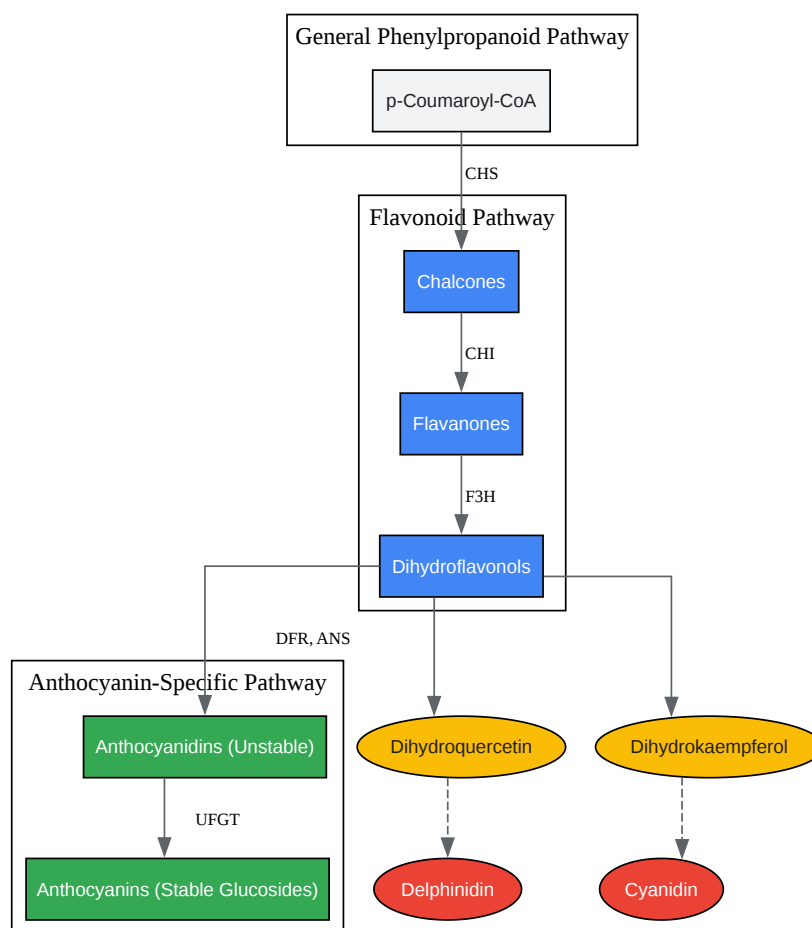 General Phenylpropanoid Pathway
p-Coumaroyl-CoA
CHS
Flavonoid Pathway
Chalcones
CHI
Flavanones
F3H
Dihydroflavonols
DFR, ANS
Anthocyanin-Specific Pathway
Anthocyanidins (Unstable)
Dihydroquercetin
Dihydrokaempferol
UFGT
Anthocyanins (Stable Glucosides)
Delphinidin
Cyanidin